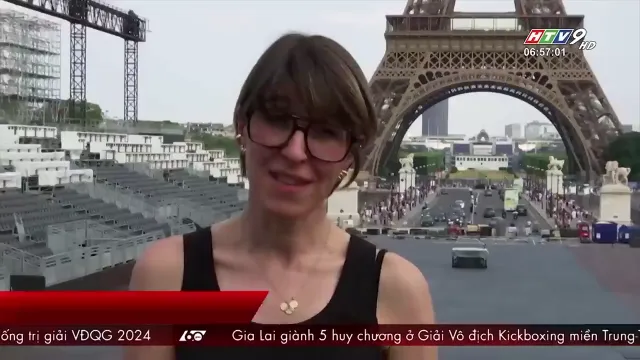 HTV9 HD
06:57:01
ống trị giải VĐQG 2024
Gia Lai giành 5 huy chương ở Giải Vô địch Kickboxing miền Trung-T